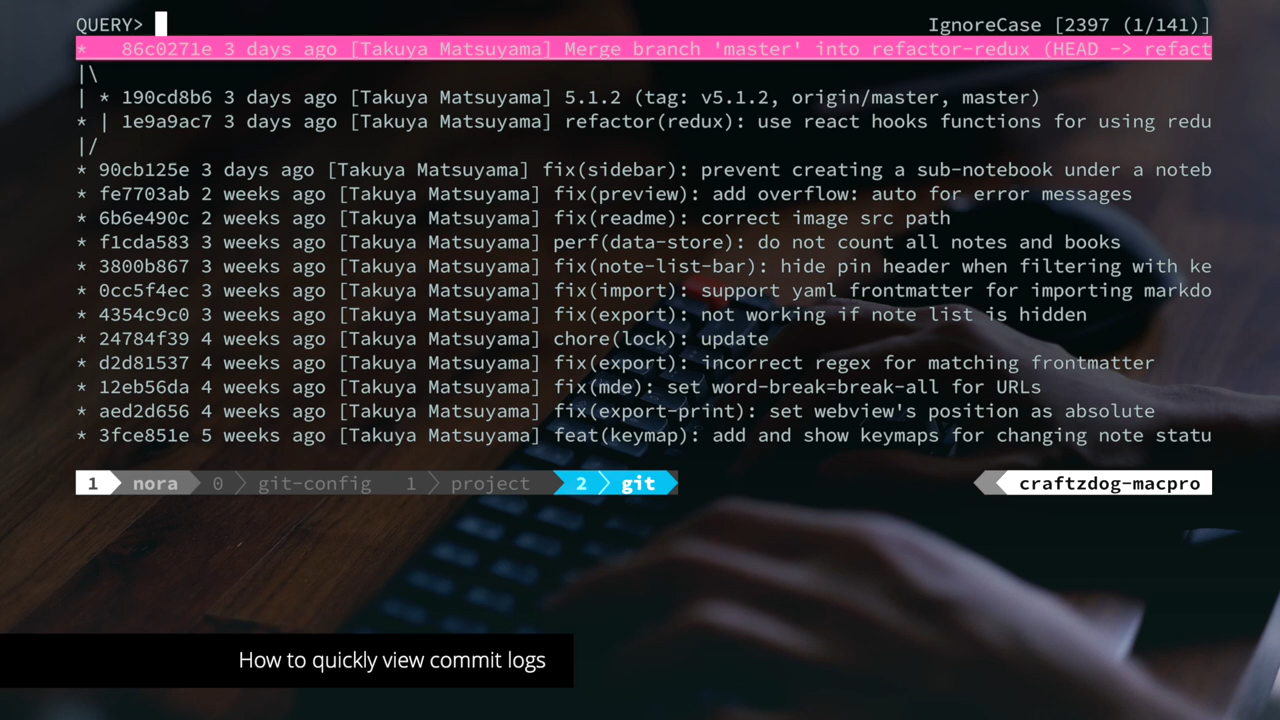 QUERY> IgnoreCase [2397 (1/141)]
* 86c0271e 3 days ago [Takuya Matsuyama] Merge branch 'master' into refactor-redux (HEAD -> refact
|\
| * 190cd8b6 3 days ago [Takuya Matsuyama] 5.1.2 (tag: v5.1.2, origin/master, master)
* | 1e9a9ac7 3 days ago [Takuya Matsuyama] refactor(redux): use react hooks functions for using redu
|/
* 90cb125e 3 days ago [Takuya Matsuyama] fix(sidebar): prevent creating a sub-notebook under a noteb
* fe7703ab 2 weeks ago [Takuya Matsuyama] fix(preview): add overflow: auto for error messages
* 6b6e490c 2 weeks ago [Takuya Matsuyama] fix(readme): correct image src path
* f1cda583 3 weeks ago [Takuya Matsuyama] perf(data-store): do not count all notes and books
* 3800b867 3 weeks ago [Takuya Matsuyama] fix(note-list-bar): hide pin header when filtering with ke
* 0cc5f4ec 3 weeks ago [Takuya Matsuyama] fix(import): support yaml frontmatter for importing markdo
* 4354c9c0 3 weeks ago [Takuya Matsuyama] fix(export): not working if note list is hidden
* 24784f39 4 weeks ago [Takuya Matsuyama] chore(lock): update
* d2d81537 4 weeks ago [Takuya Matsuyama] fix(export): incorrect regex for matching frontmatter
* 12eb56da 4 weeks ago [Takuya Matsuyama] fix(mde): set word-break=break-all for URLs
* aed2d656 4 weeks ago [Takuya Matsuyama] fix(export-print): set webview's position as absolute
* 3fce851e 5 weeks ago [Takuya Matsuyama] feat(keymap): add and show keymaps for changing note statu
1 nora 0 git-config 1 project 2 git craftzdog-macpro
How to quickly view commit logs